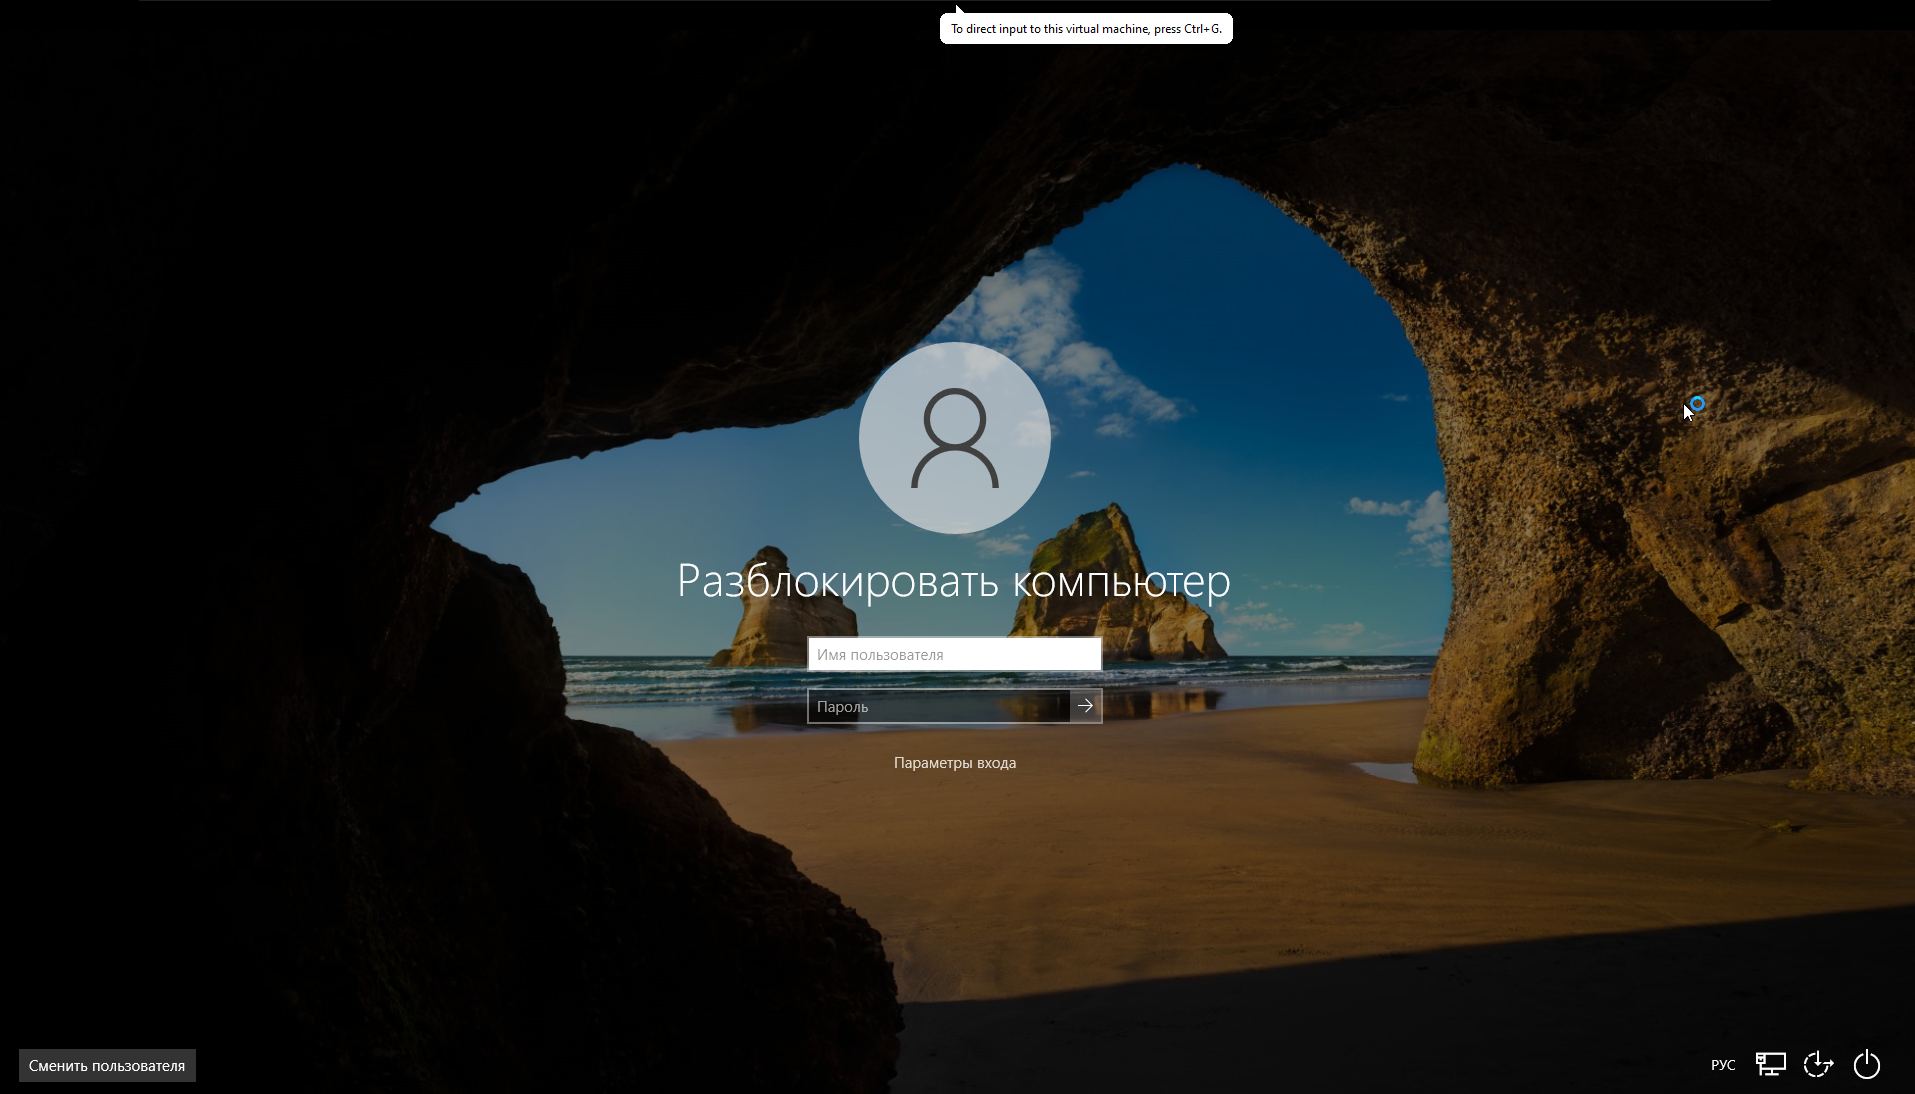 To direct input to this virtual machine, press Ctrl+G.
Разблокировать компьютер
Имя пользователя
Пароль
Параметры входа
Сменить пользователя
РУС